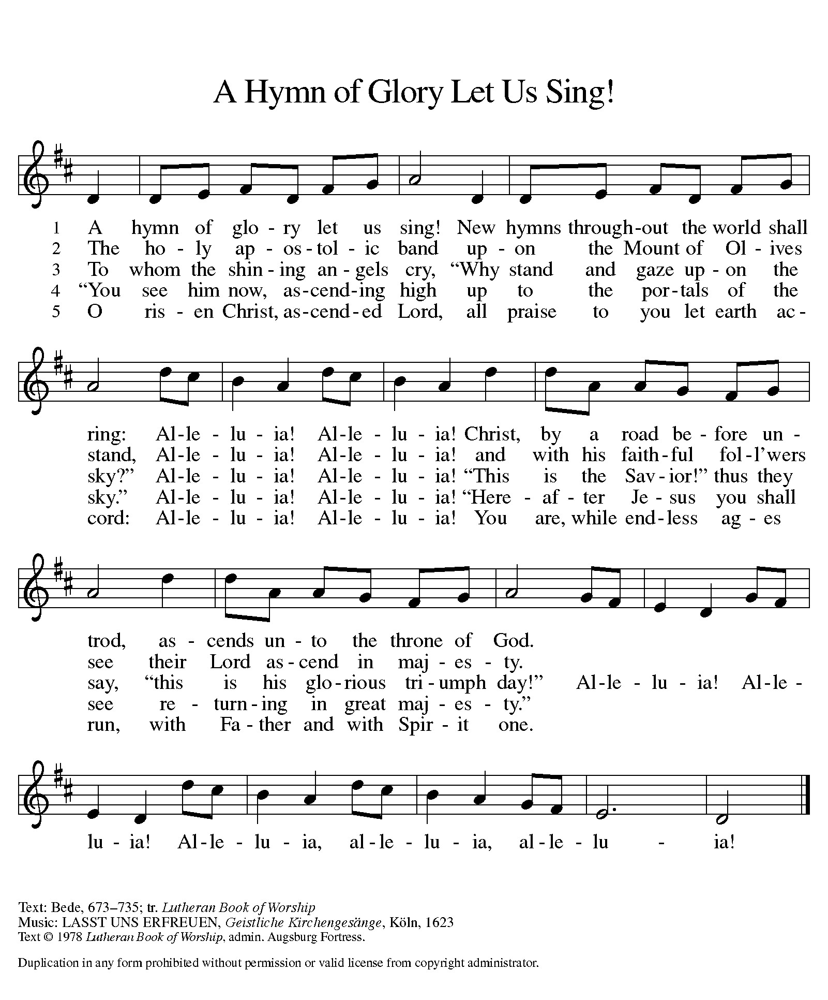 A Hymn of Glory Let Us Sing!
1 A hymn of glo - ry let us sing! New hymns through-out the world shall
2 The ho - ly ap - os - tol - ic band up - on the Mount of Ol - ives
3 To whom the shin - ing an - gels cry, “Why stand and gaze up - on the
4 “You see him now, as - cend - ing high up to the por - tals of the
5 O ris - en Christ, as - cend - ed Lord, all praise to you let earth ac -
ring: Al - le - lu - ia! Al - le - lu - ia! Christ, by a road be - fore un -
stand, Al - le - lu - ia! Al - le - lu - ia! and with his faith - ful fol - l’wers
sky?” Al - le - lu - ia! Al - le - lu - ia! “This is the Sav - ior!” thus they
sky.” Al - le - lu - ia! Al - le - lu - ia! “Here - af - ter Je - sus you shall
cord: Al - le - lu - ia! Al - le - lu - ia! You are, while end - less ag - es
trod, as - cends un - to the throne of God.
see their Lord as - cend in maj - es - ty.
say, “this is his glo - rious tri - umph day!” Al - le - lu - ia! Al - le -
see re - turn - ing in great maj - es - ty.”
run, with Fa - ther and with Spir - it one.
lu - ia! Al - le - lu - ia, al - le - lu - ia, al - le - lu - ia!
Text: Bede, 673–735; tr. Lutheran Book of Worship
Music: LASST UNS ERFREUEN, Geistliche Kirchengesänge, Köln, 1623
Text © 1978 Lutheran Book of Worship, admin. Augsburg Fortress.
Duplication in any form prohibited without permission or valid license from copyright administrator.